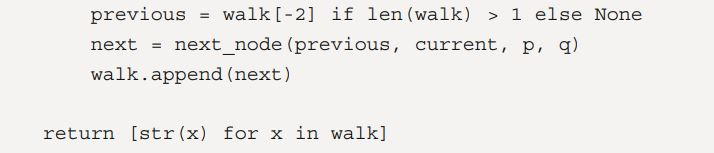 previous = walk[-2] if len(walk) > 1 else None
next = next_node(previous, current, p, q)
walk.append(next)
return [str(x) for x in walk]